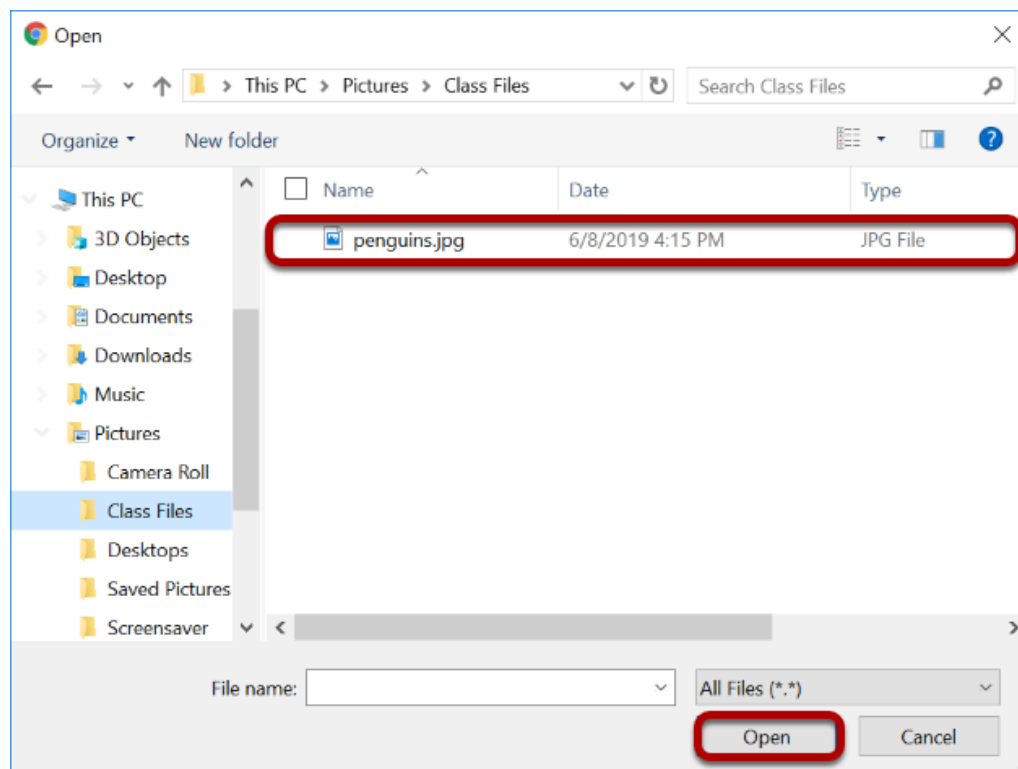 Open
This PC > Pictures > Class Files
Search Class Files
Organize
New folder
?
Name Date Type
penguins.jpg 6/8/2019 4:15 PM JPG File
This PC
3D Objects
Desktop
Documents
Downloads
Music
Pictures
Camera Roll
Class Files
Desktops
Saved Pictures
Screensaver
File name:
All Files (*.*)
Open Cancel